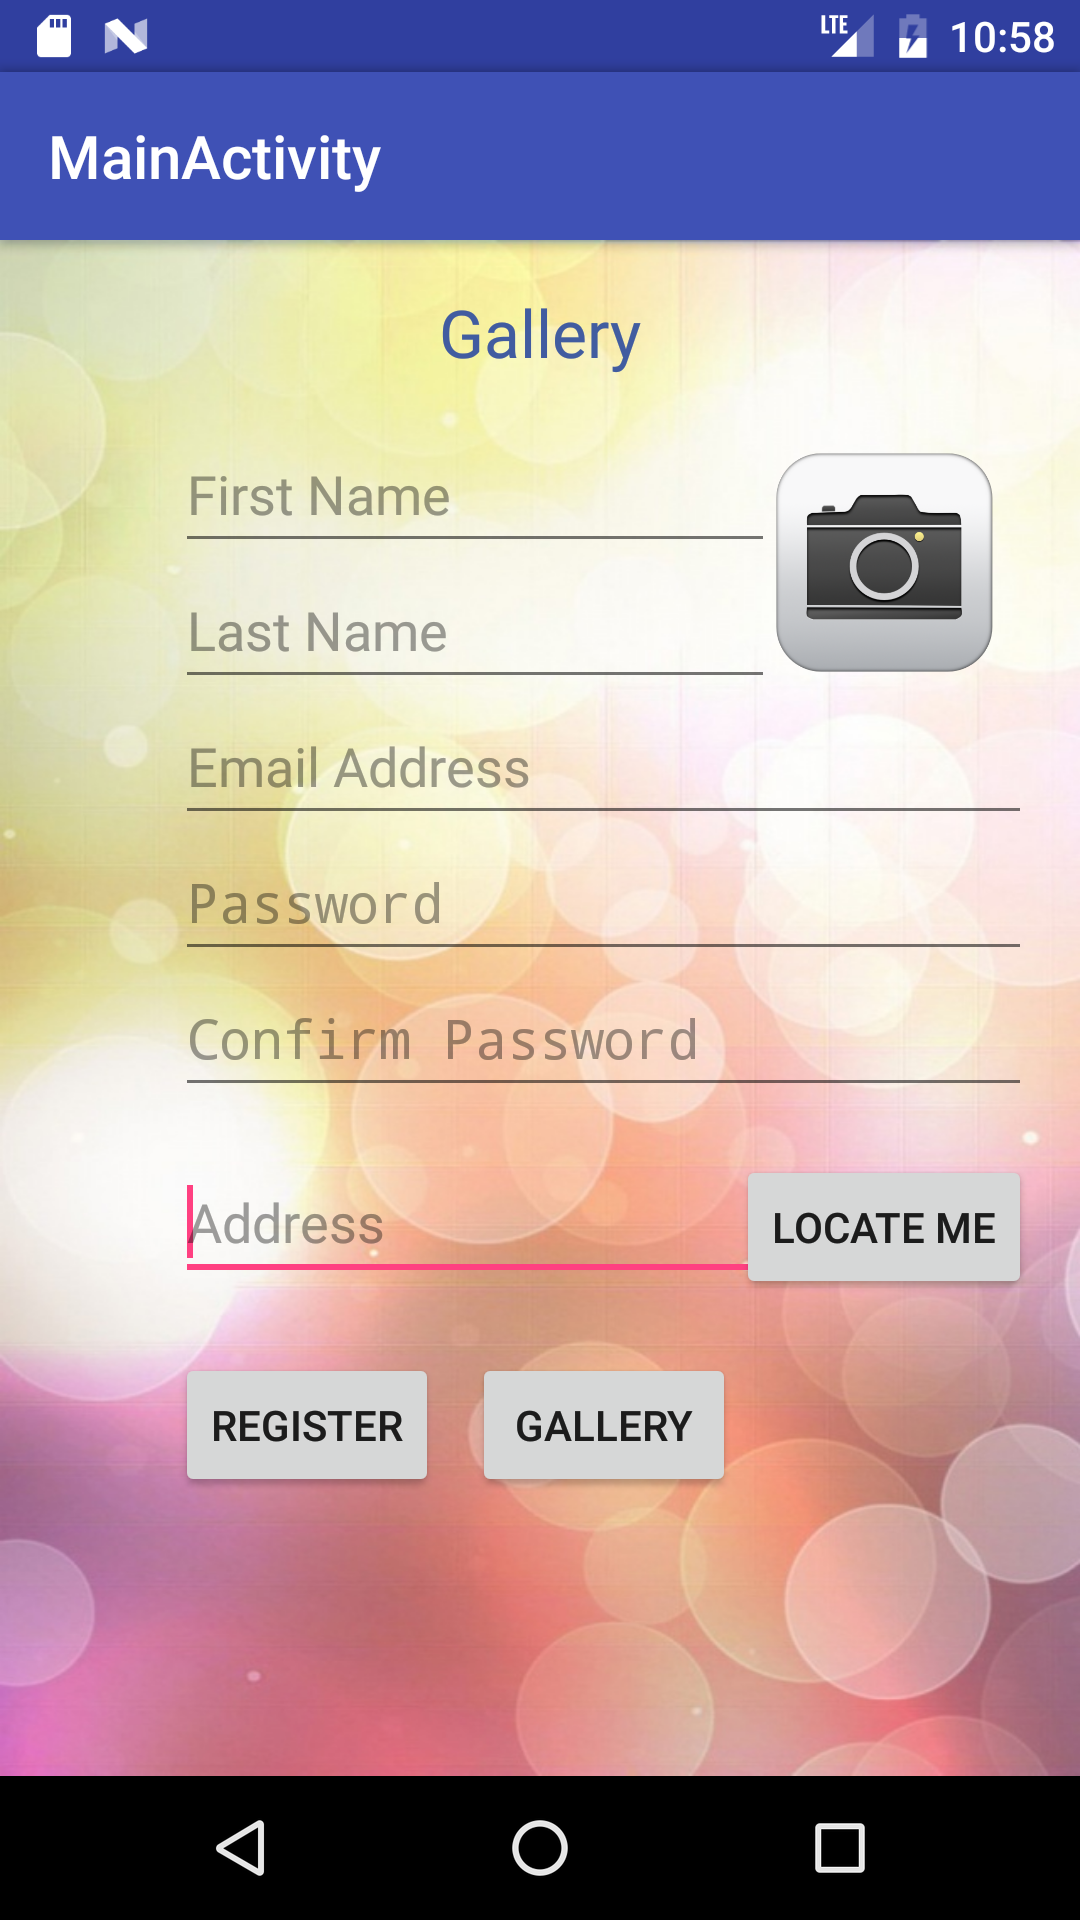 LTE 10:58
MainActivity
Gallery
First Name
Last Name
Email Address
Password
Confirm Password
Address LOCATE ME
REGISTER GALLERY